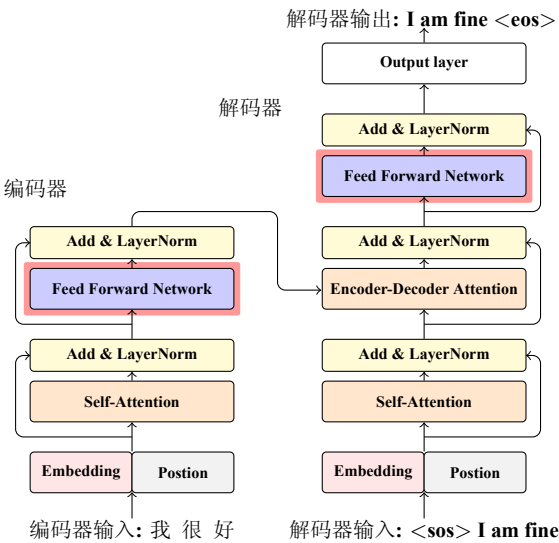 解码器输出: I am fine <eos>
Output layer
解码器
Add & LayerNorm
Feed Forward Network
编码器
Add & LayerNorm
Add & LayerNorm
Feed Forward Network
Encoder-Decoder Attention
Add & LayerNorm
Add & LayerNorm
Self-Attention
Self-Attention
Embedding
Postion
Embedding
Postion
编码器输入: 我 很 好
解码器输入: <sos> I am fine